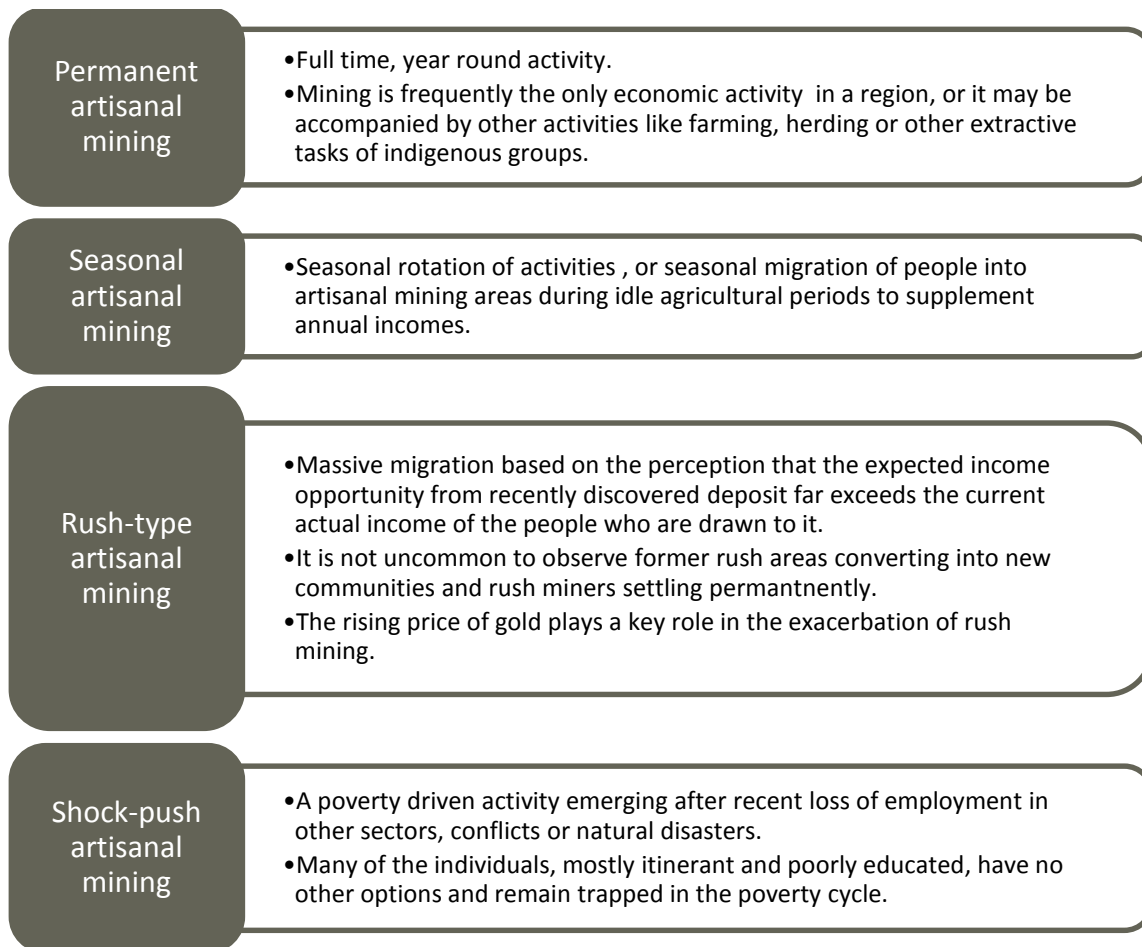 Permanent
artisanal
mining
•Full time, year round activity.
•Mining is frequently the only economic activity in a region, or it may be
accompanied by other activities like farming, herding or other extractive
tasks of indigenous groups.
Seasonal
artisanal
mining
•Seasonal rotation of activities , or seasonal migration of people into
artisanal mining areas during idle agricultural periods to supplement
annual incomes.
Rush-type
artisanal
mining
•Massive migration based on the perception that the expected income
opportunity from recently discovered deposit far exceeds the current
actual income of the people who are drawn to it.
•It is not uncommon to observe former rush areas converting into new
communities and rush miners settling permantnently.
•The rising price of gold plays a key role in the exacerbation of rush
mining.
Shock-push
artisanal
mining
•A poverty driven activity emerging after recent loss of employment in
other sectors, conflicts or natural disasters.
•Many of the individuals, mostly itinerant and poorly educated, have no
other options and remain trapped in the poverty cycle.